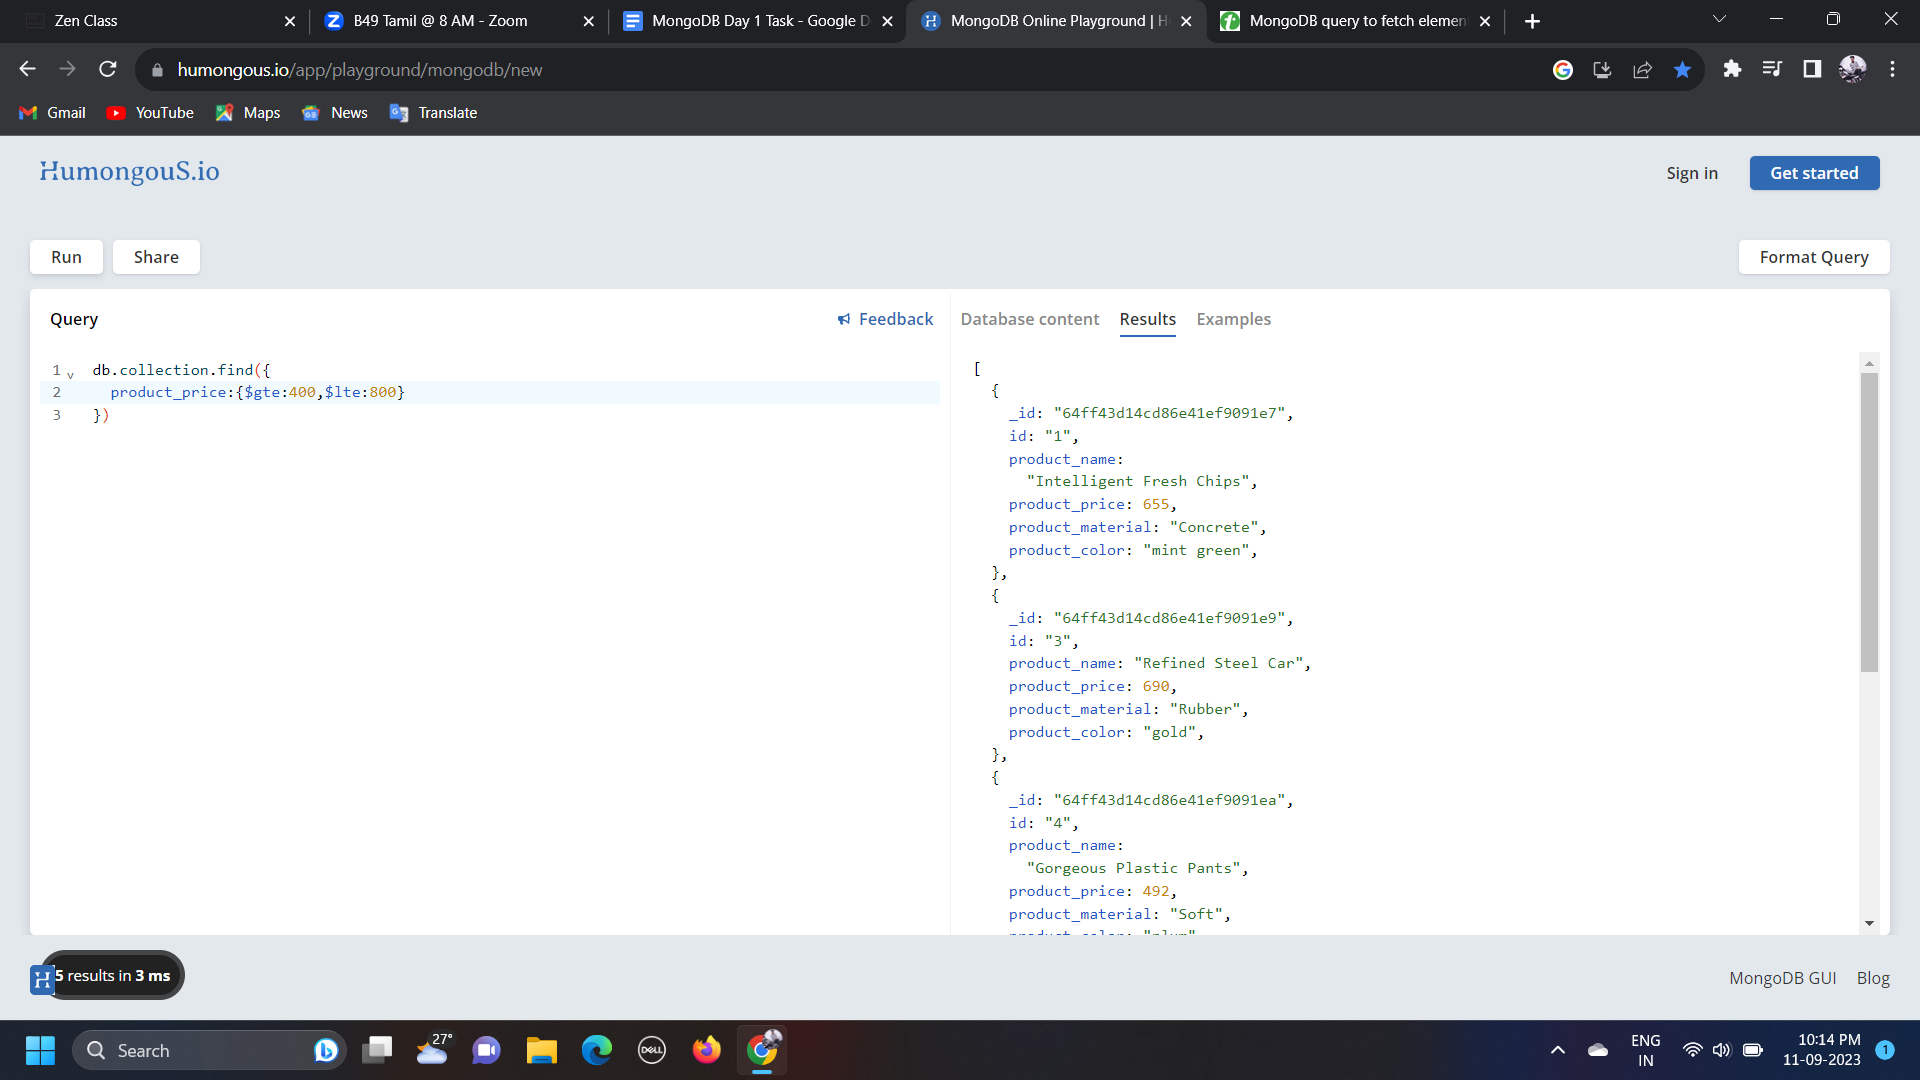 Zen Class
B49 Tamil @ 8 AM - Zoom
MongoDB Day 1 Task - Google D
MongoDB Online Playground | H
MongoDB query to fetch elemen
humongous.io/app/playground/mongodb/new
Gmail
YouTube
Maps
News
Translate
HumongouS.io
Sign in
Get started
Run
Share
Format Query
Query
Feedback
Database content
Results
Examples
1 db.collection.find({
2 product_price:{$gte:400,$lte:800}
3 })
[
{
_id: "64ff43d14cd86e41ef9091e7",
id: "1",
product_name:
"Intelligent Fresh Chips",
product_price: 655,
product_material: "Concrete",
product_color: "mint green",
},
{
_id: "64ff43d14cd86e41ef9091e9",
id: "3",
product_name: "Refined Steel Car",
product_price: 690,
product_material: "Rubber",
product_color: "gold",
},
{
_id: "64ff43d14cd86e41ef9091ea",
id: "4",
product_name:
"Gorgeous Plastic Pants",
product_price: 492,
product_material: "Soft",
product_color: "plum"
H
5 results in 3 ms
MongoDB GUI
Blog
Search
27°
DELL
ENG
IN
10:14 PM
11-09-2023
1